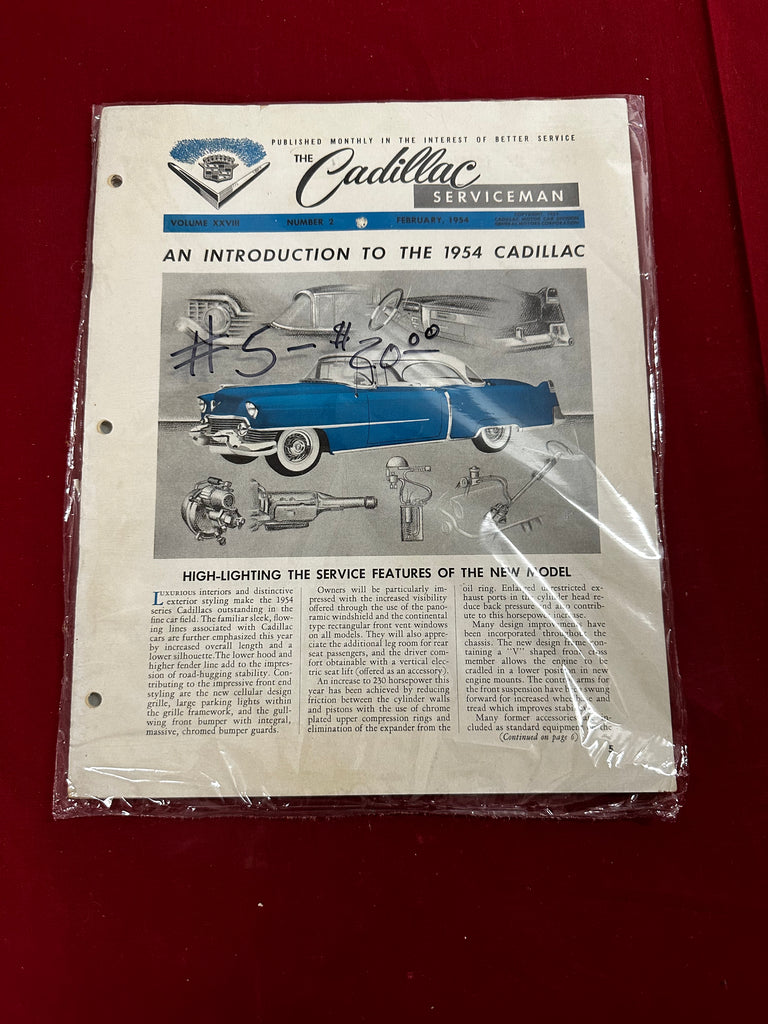 PUBLISHED MONTHLY IN THE INTEREST OF BETTER SERVICE
THE Cadillac
SERVICEMAN
VOLUME XXVIII NUMBER 2 FEBRUARY, 1954
CADILLAC MOTOR CAR DIVISION
GENERAL MOTORS CORPORATION
AN INTRODUCTION TO THE 1954 CADILLAC
#5 - $20.00
HIGH-LIGHTING THE SERVICE FEATURES OF THE NEW MODEL
LUXURIOUS interiors and distinctive
exterior styling make the 1954
series Cadillacs outstanding in the
fine car field. The familiar sleek, flow-
ing lines associated with Cadillac
cars are further emphasized this year
by increased overall length and a
lower silhouette. The lower hood and
higher fender line add to the impres-
sion of road-hugging stability. Con-
tributing to the impressive front end
styling are the new cellular design
grille, large parking lights within
the grille framework, and the gull-
wing front bumper with integral,
massive, chromed bumper guards.
Owners will be particularly im-
pressed with the increased visibility
offered through the use of the pano-
ramic windshield and the continental
type rectangular front vent windows
on all models. They will also appre-
ciate the additional leg room for rear
seat passengers, and the driver com-
fort obtainable with a vertical elec-
tric seat lift (offered as an accessory).
An increase to 230 horsepower this
year has been achieved by reducing
friction between the cylinder walls
and pistons with the use of chrome
plated upper compression rings and
elimination of the expander from the
oil ring. Enlarged unrestricted ex-
haust ports in the cylinder head re-
duce back pressure and also contrib-
ute to this horsepower increase.
Many design improvements have
been incorporated throughout the
chassis. The new design frame con-
taining a "V" shaped front cross
member allows the engine to be
cradled in a lower position in new
engine mounts. The control arms for
the front suspension have been swung
forward for increased wheelbase and
tread which improves stability.
Many former accessories are in-
cluded as standard equipment on the
(Continued on page 6)
5